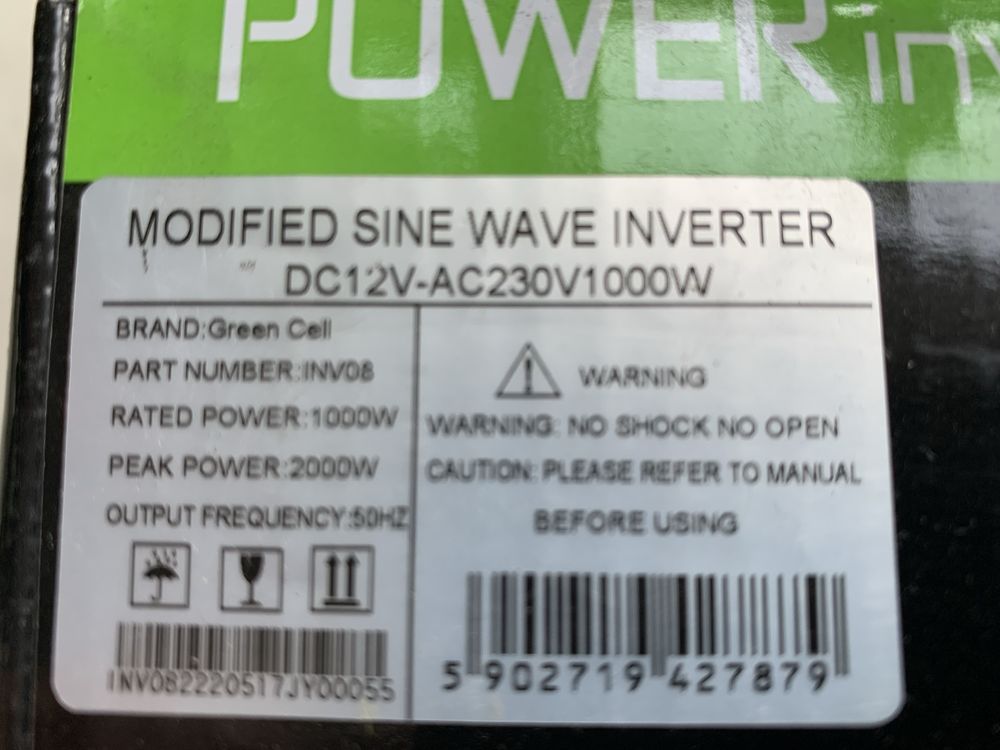 POWER inv
MODIFIED SINE WAVE INVERTER
DC12V-AC230V1000W
BRAND:Green Cell
PART NUMBER:INV08
RATED POWER:1000W
PEAK POWER:2000W
OUTPUT FREQUENCY:50HZ
INV082220517JY00055
WARNING
WARNING: NO SHOCK NO OPEN
CAUTION: PLEASE REFER TO MANUAL
BEFORE USING
5 902719 427879